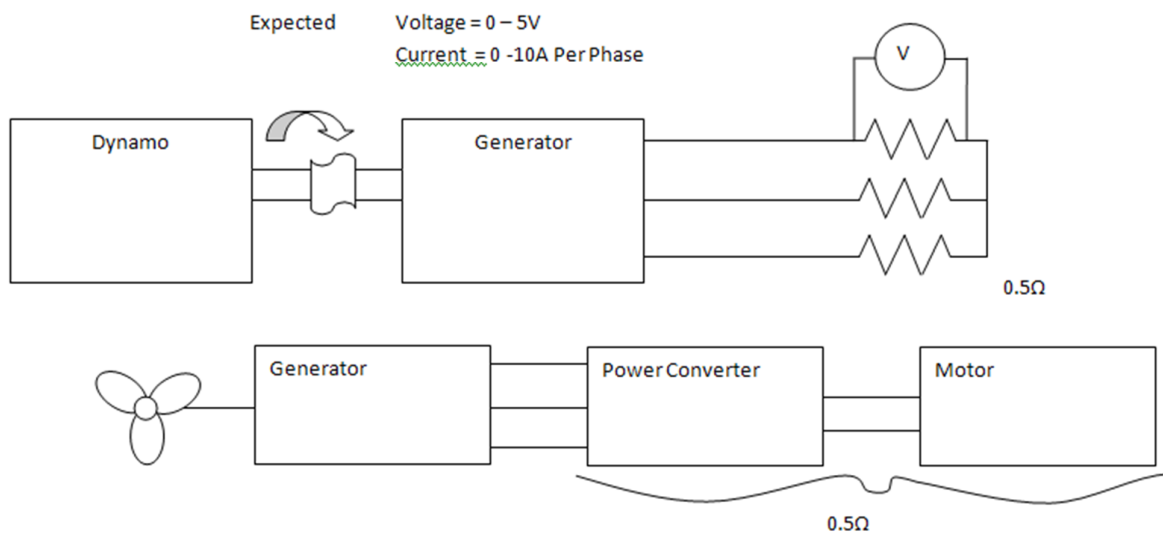 Expected Voltage = 0 – 5V
Current = 0 -10A Per Phase
V
Dynamo
Generator
0.5Ω
Generator
Power Converter
Motor
0.5Ω